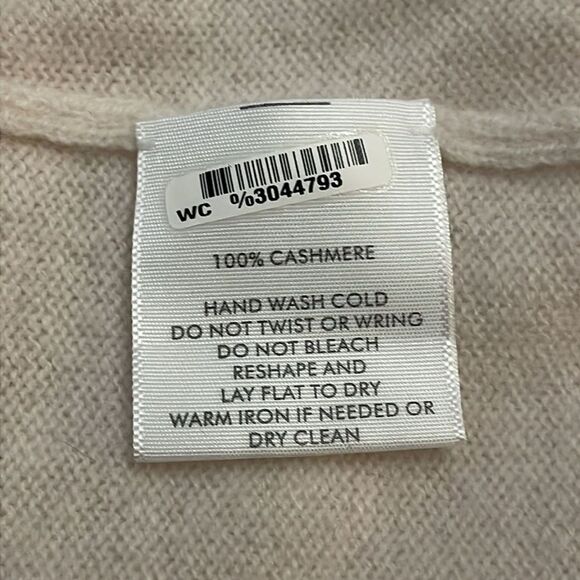 WC %3044793
100% CASHMERE
HAND WASH COLD
DO NOT TWIST OR WRING
DO NOT BLEACH
RESHAPE AND
LAY FLAT TO DRY
WARM IRON IF NEEDED OR
DRY CLEAN